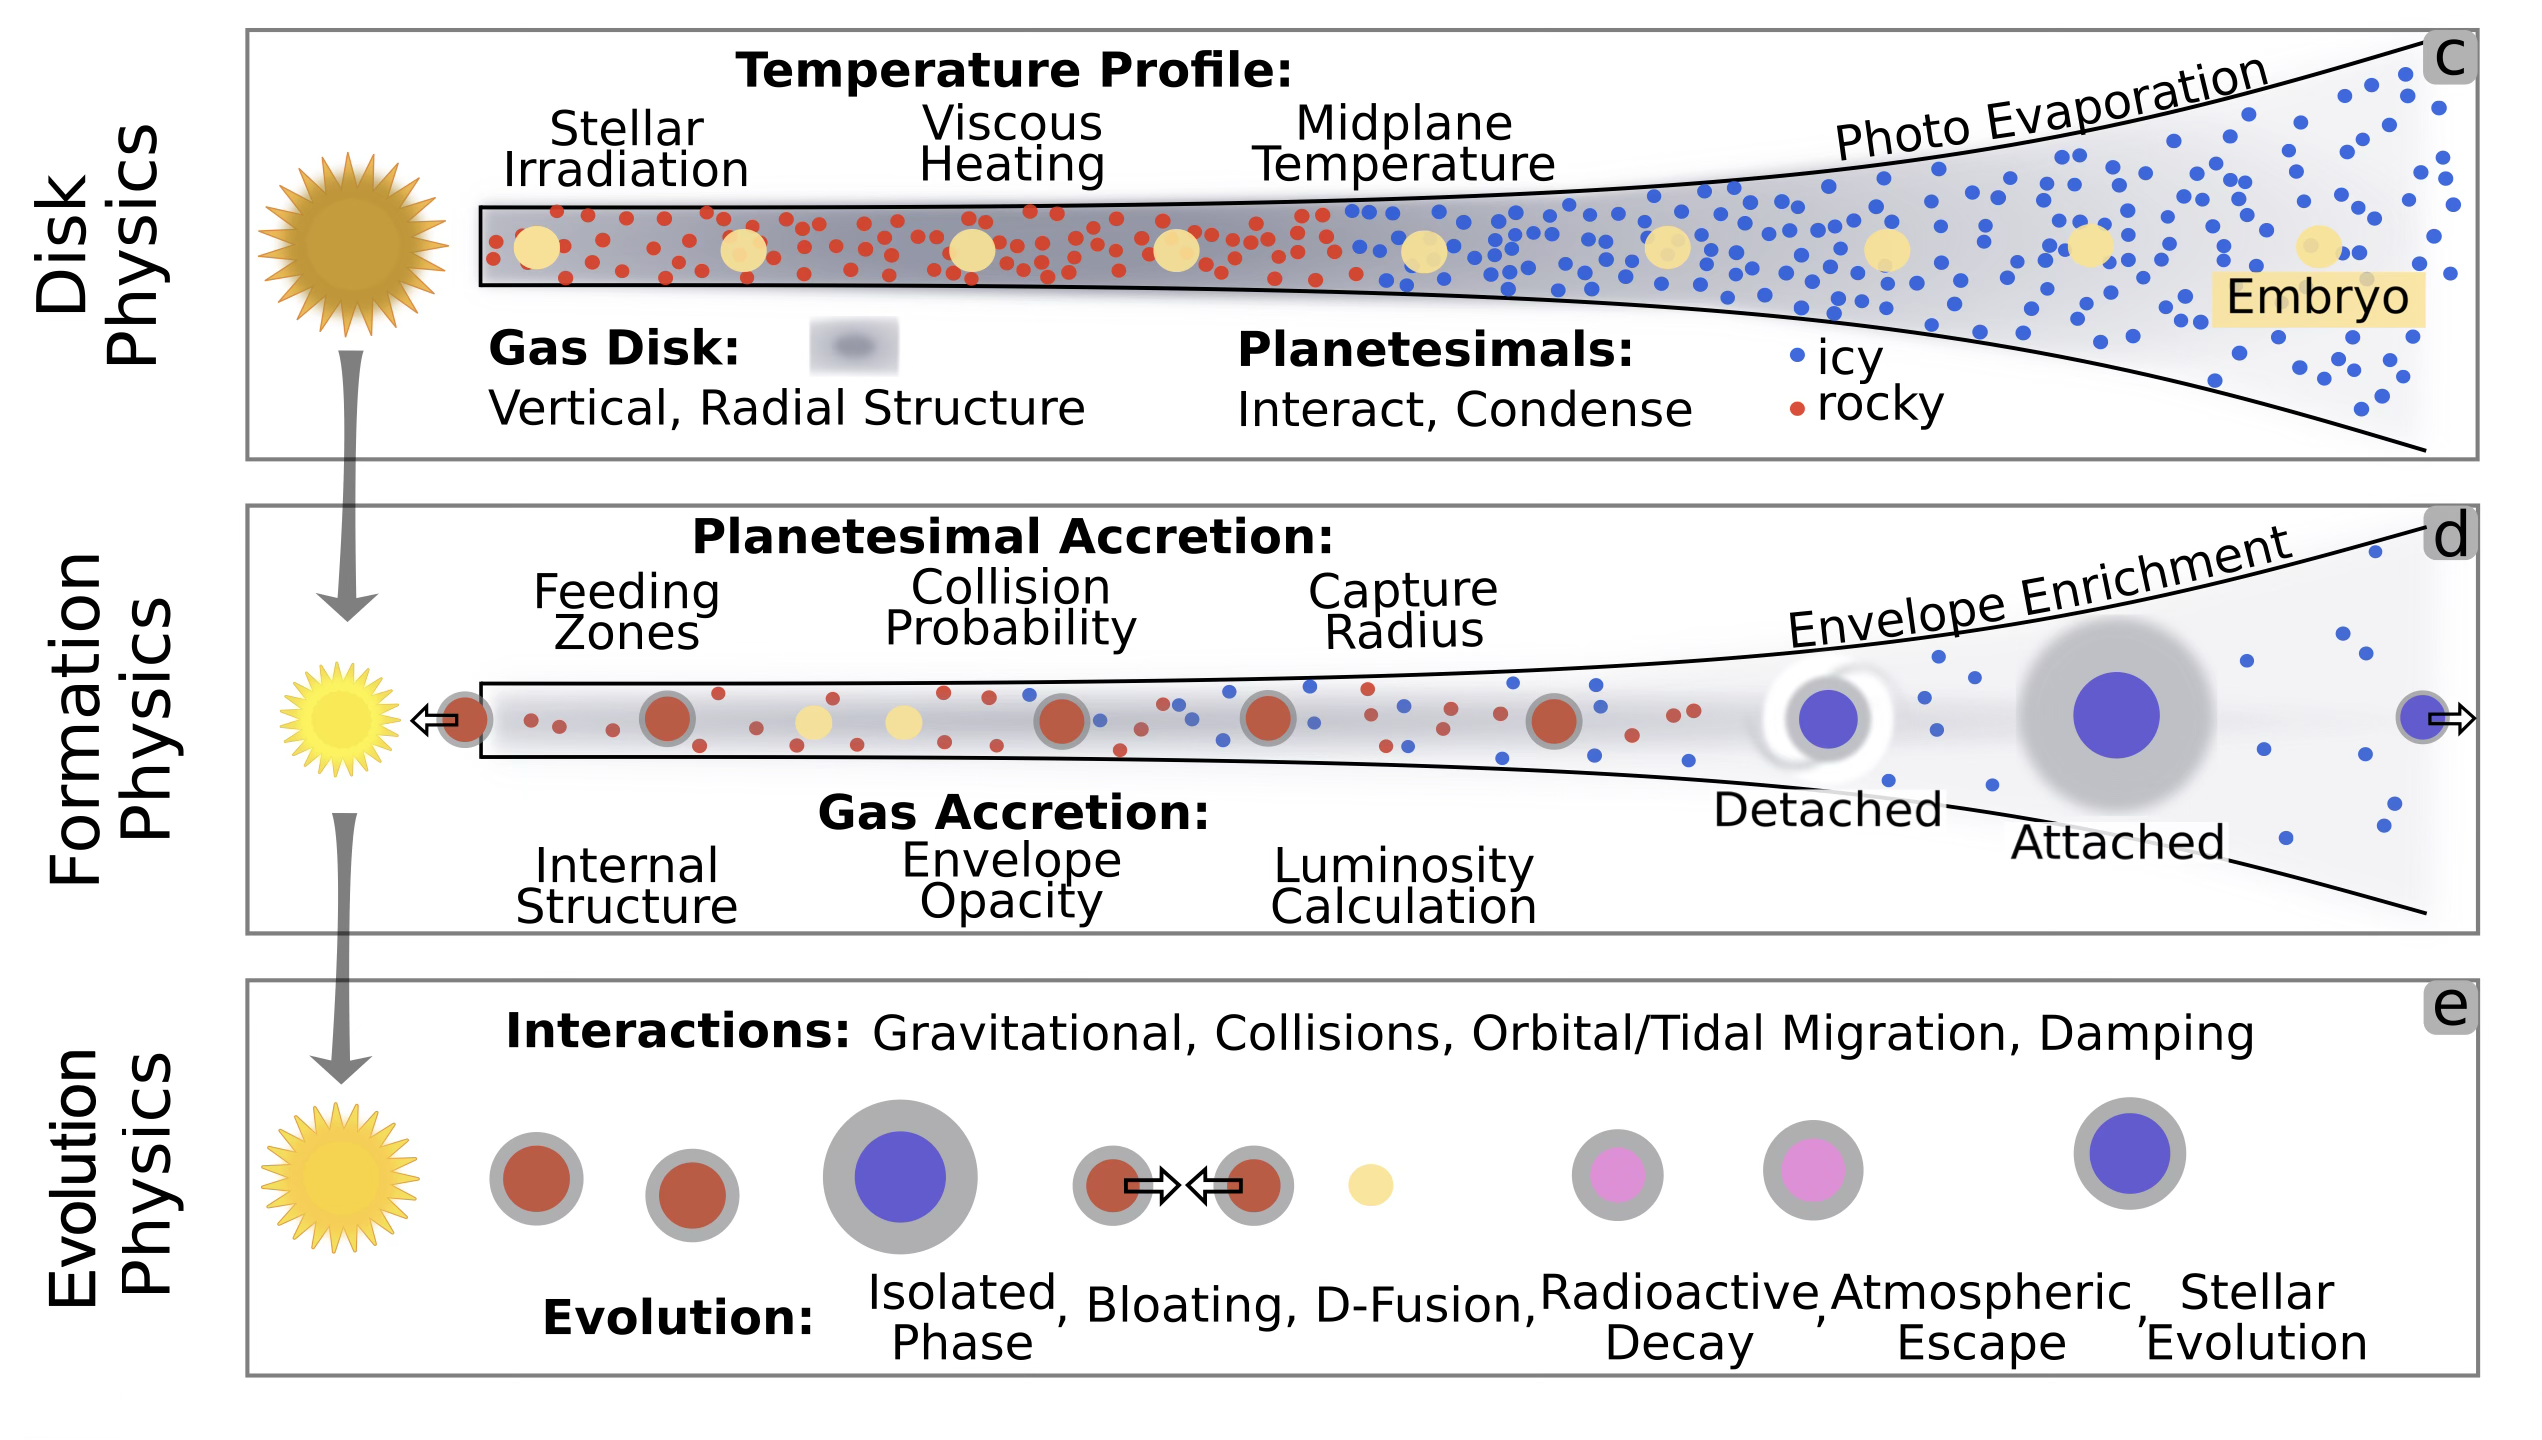 Disk
Physics
c
Temperature Profile:
Stellar
Irradiation
Viscous
Heating
Midplane
Temperature
Photo Evaporation
Embryo
Gas Disk:
Vertical, Radial Structure
Planetesimals:
Interact, Condense
icy
rocky
Formation
Physics
d
Planetesimal Accretion:
Feeding
Zones
Collision
Probability
Capture
Radius
Envelope Enrichment
Detached
Attached
Gas Accretion:
Internal
Structure
Envelope
Opacity
Luminosity
Calculation
Evolution
Physics
e
Interactions: Gravitational, Collisions, Orbital/Tidal Migration, Damping
Evolution:
Isolated
Phase
, Bloating, D-Fusion,
Radioactive
Decay
,
Atmospheric
Escape
,
Stellar
Evolution